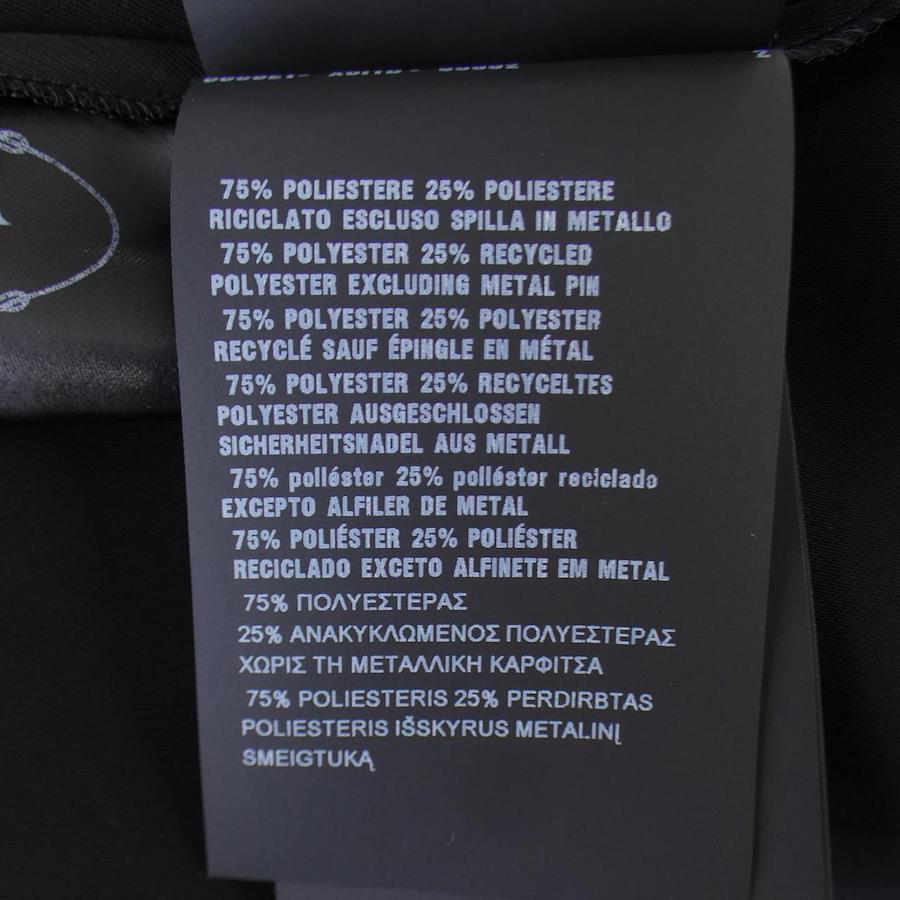 75% POLIESTERE 25% POLIESTERE
RICICLATO ESCLUSO SPILLA IN METALLO
75% POLYESTER 25% RECYCLED
POLYESTER EXCLUDING METAL PIN
75% POLYESTER 25% POLYESTER
RECYCLÉ SAUF ÉPINGLE EN MÉTAL
75% POLYESTER 25% RECYCELTES
POLYESTER AUSGESCHLOSSEN
SICHERHEITSNADEL AUS METALL
75% poliéster 25% poliéster reciclado
EXCEPTO ALFILER DE METAL
75% POLIÉSTER 25% POLIÉSTER
RECICLADO EXCETO ALFINETE EM METAL
75% ΠΟΛΥΕΣΤΕΡΑΣ
25% ΑΝΑΚΥΚΛΩΜΕΝΟΣ ΠΟΛΥΕΣΤΕΡΑΣ
ΧΩΡΙΣ ΤΗ ΜΕΤΑΛΛΙΚΗ ΚΑΡΦΙΤΣΑ
75% POLIESTERIS 25% PERDIRBTAS
POLIESTERIS IŠSKYRUS METALINĮ
SMEIGTUKĄ